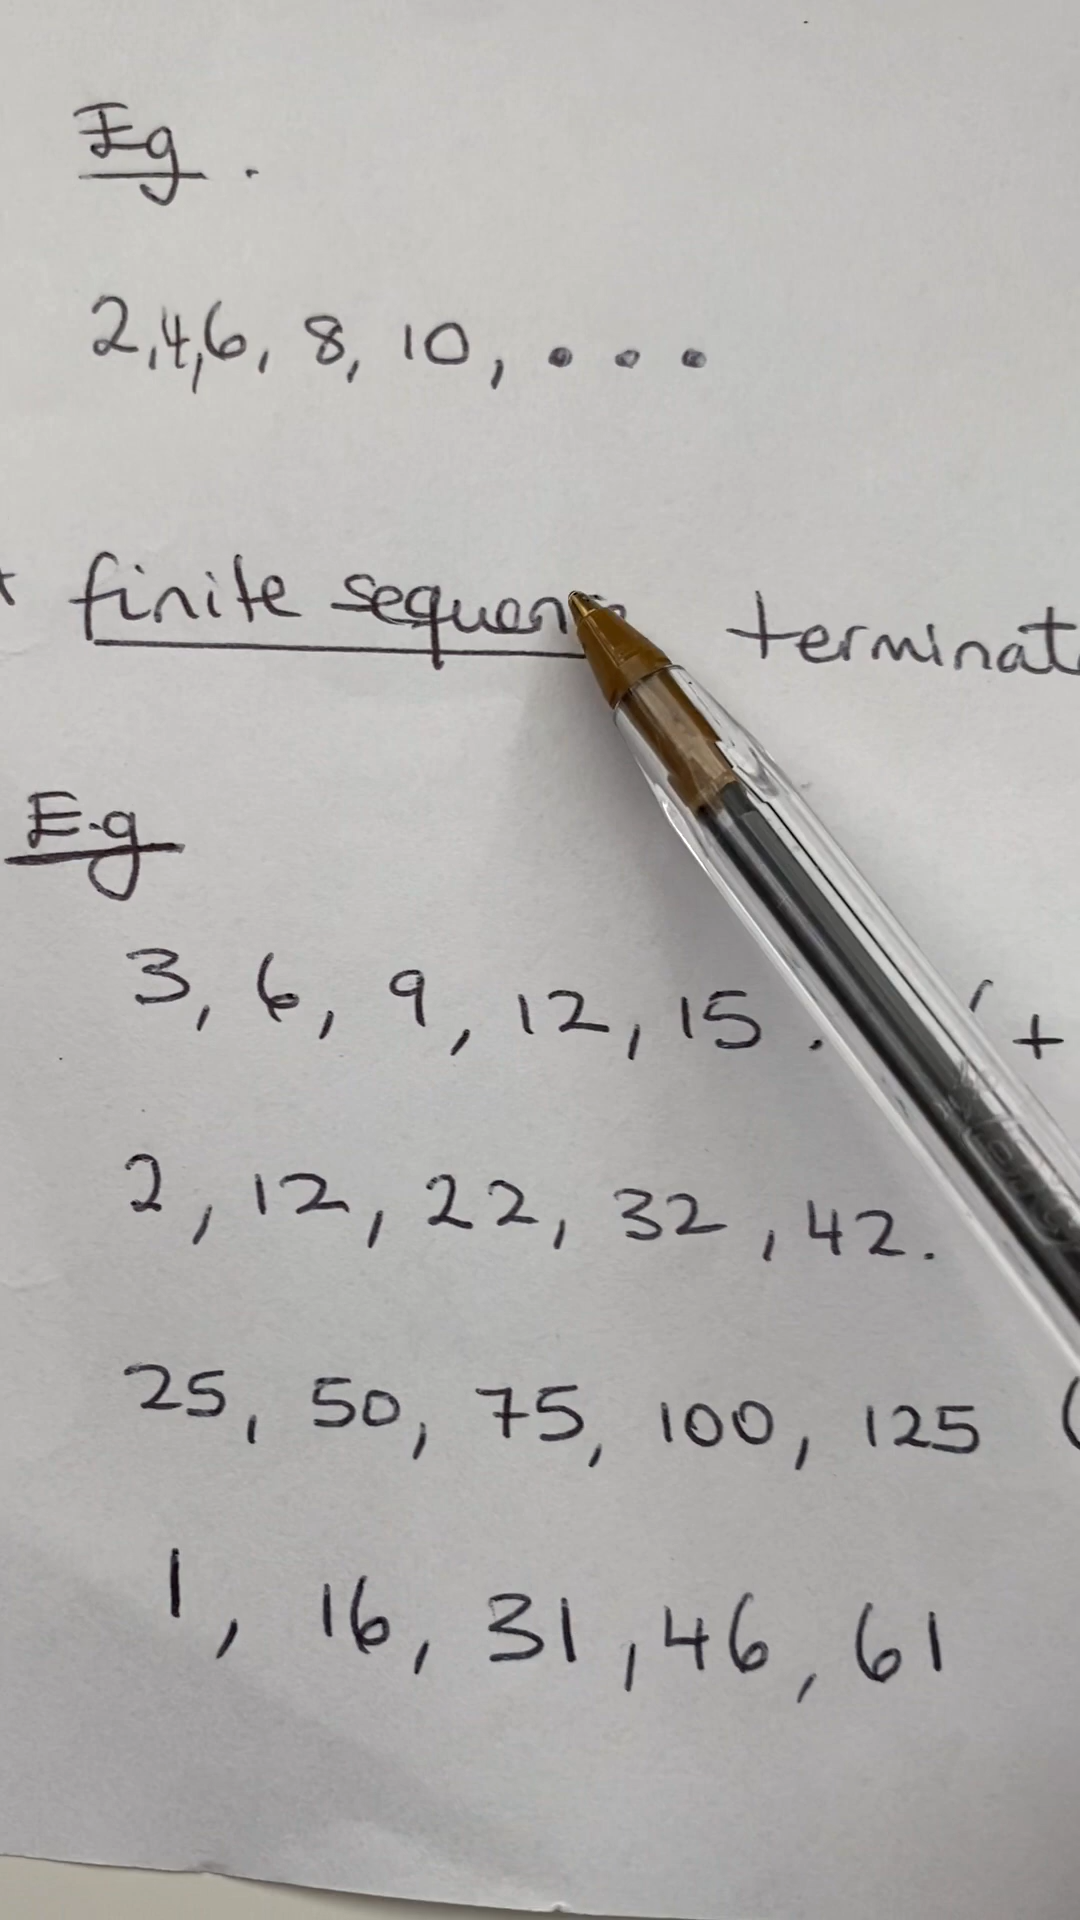 Eg.
2,4,6, 8, 10, . . .
finite
E.g
3, 6, 9, 12, 15. ( +
2, 12, 22, 32, 42.
25, 50, 75, 100, 125 (
1, 16, 31, 46, 61